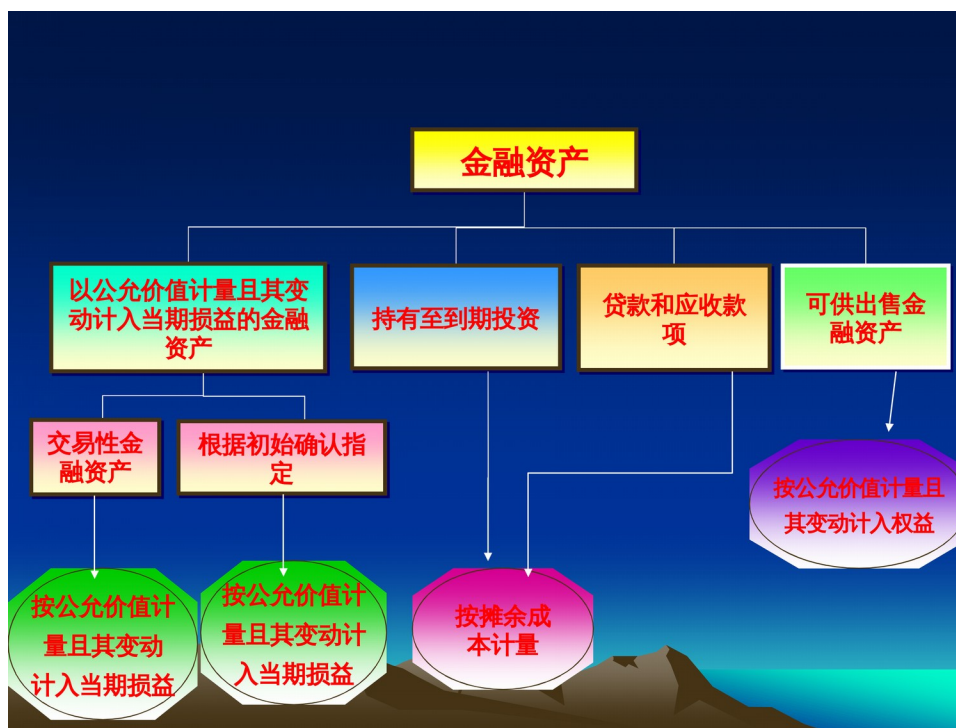 金融资产
以公允价值计量且其变
动计入当期损益的金融
资产
持有至到期投资
贷款和应收款
项
可供出售金
融资产
交易性金
融资产
根据初始确认指
定
按公允价值计量且
其变动计入权益
按公允价值计
量且其变动
计入当期损益
按公允价值计
量且其变动计
入当期损益
按摊余成
本计量